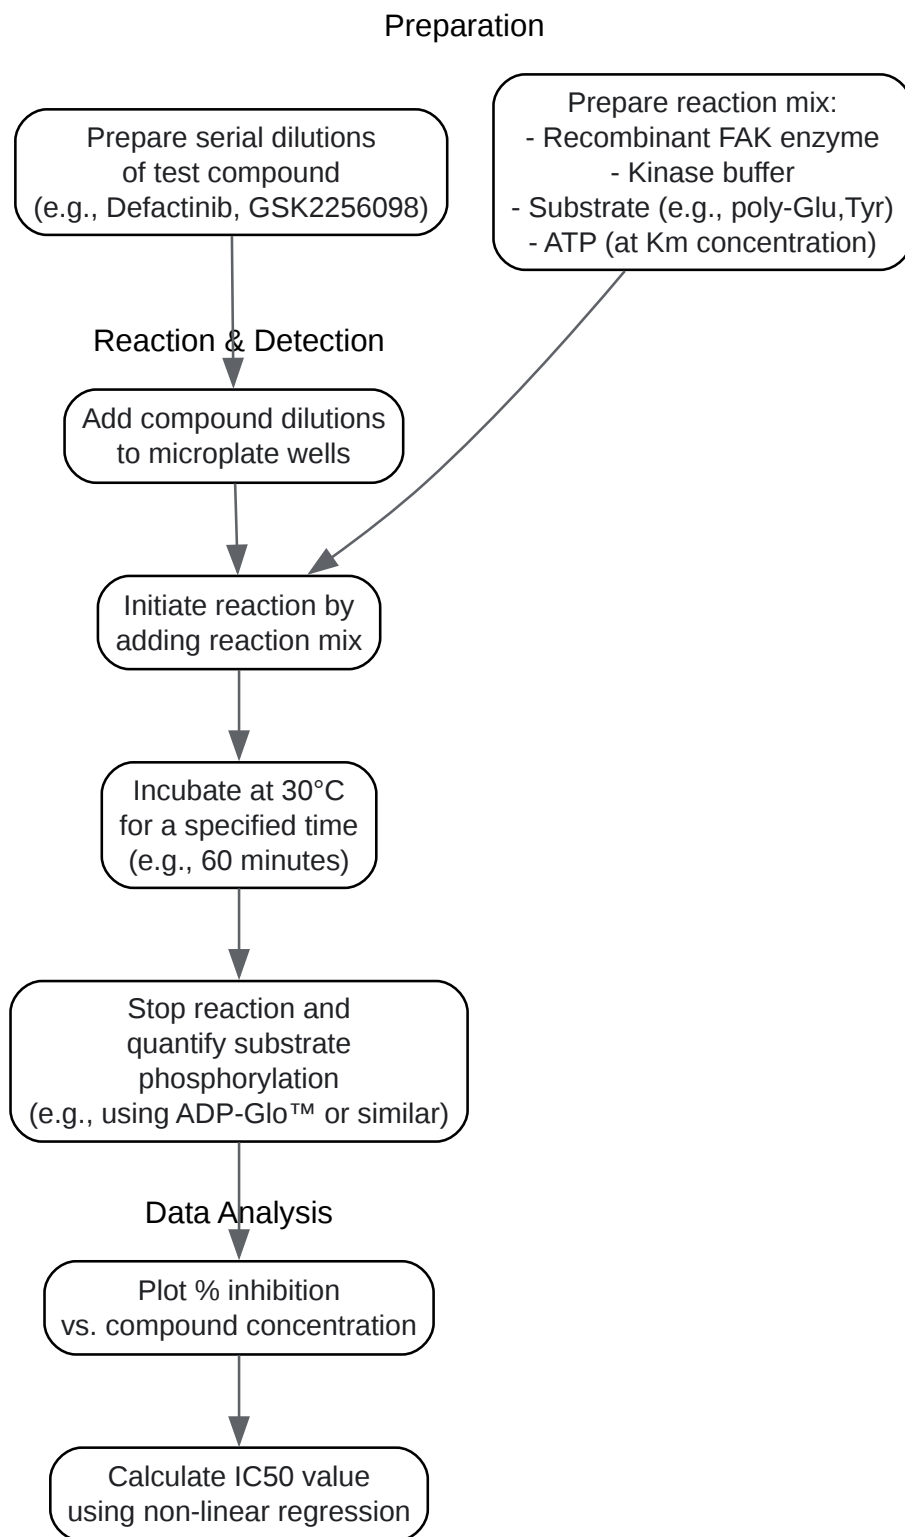 Preparation
Prepare serial dilutions
of test compound
(e.g., Defactinib, GSK2256098)
Prepare reaction mix:
- Recombinant FAK enzyme
- Kinase buffer
- Substrate (e.g., poly-Glu,Tyr)
- ATP (at Km concentration)
Reaction & Detection
Add compound dilutions
to microplate wells
Initiate reaction by
adding reaction mix
Incubate at 30°C
for a specified time
(e.g., 60 minutes)
Stop reaction and
quantify substrate
phosphorylation
(e.g., using ADP-Glo™ or similar)
Data Analysis
Plot % inhibition
vs. compound concentration
Calculate IC50 value
using non-linear regression